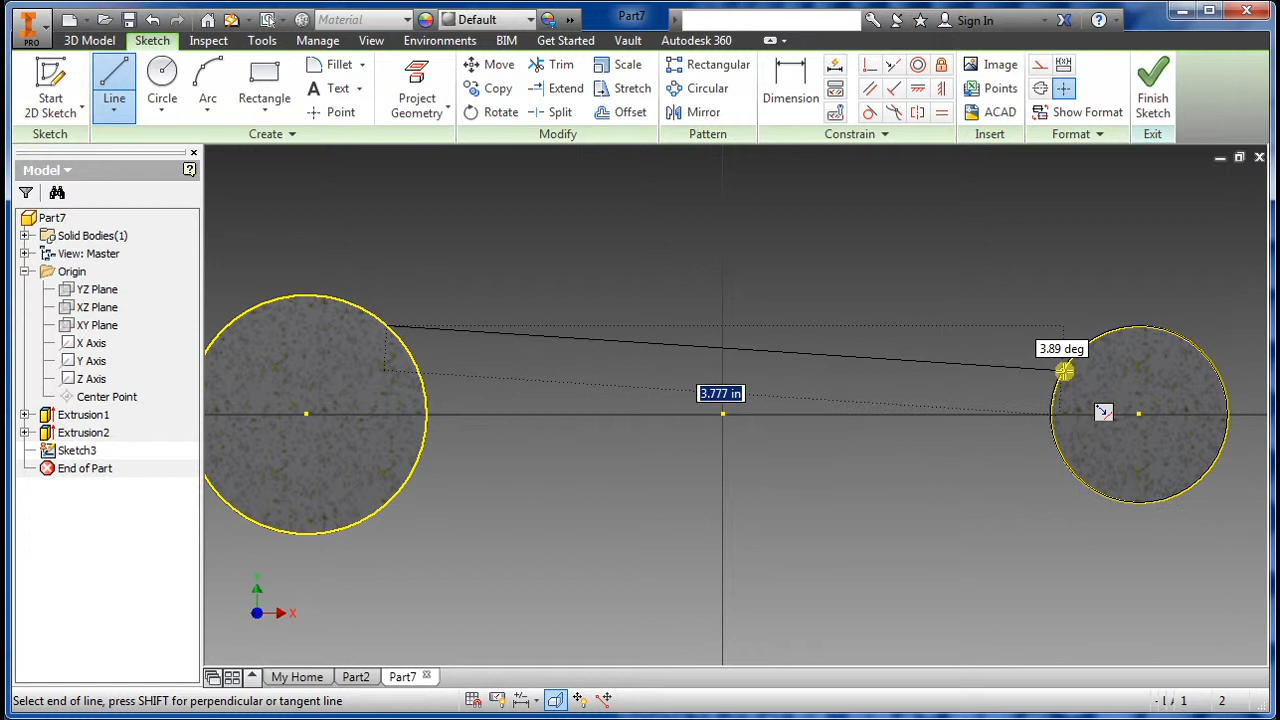 PRO
Material
Default
Part7
Sign In
3D Model Sketch Inspect Tools Manage View Environments BIM Get Started Vault Autodesk 360
Start 2D Sketch
Line
Circle
Arc
Rectangle
Fillet
Text
Point
Project Geometry
Move
Copy
Rotate
Trim
Extend
Split
Scale
Stretch
Offset
Rectangular
Circular
Mirror
Dimension
Image
Points
ACAD
Show Format
Finish Sketch
Sketch
Create
Modify
Pattern
Constrain
Insert
Format
Exit
Model
Part7
Solid Bodies(1)
View: Master
Origin
YZ Plane
XZ Plane
XY Plane
X Axis
Y Axis
Z Axis
Center Point
Extrusion1
Extrusion2
Sketch3
End of Part
3.89 deg
3.777 in
Y
X
My Home Part2 Part7
Select end of line, press SHIFT for perpendicular or tangent line
- L / 1 2